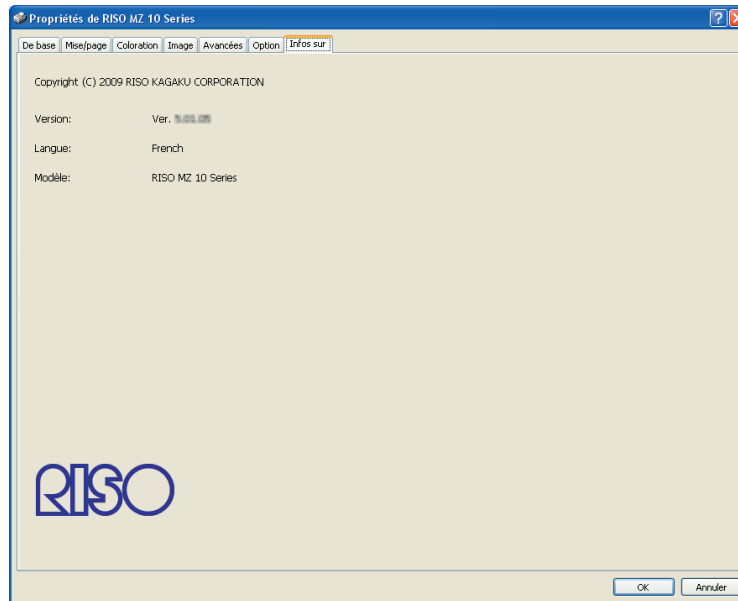 Propriétés de RISO MZ 10 Series
De base Mise/page Coloration Image Avancées Option Infos sur
Copyright (C) 2009 RISO KAGAKU CORPORATION
Version: Ver.
Langue: French
Modèle: RISO MZ 10 Series
RISO
OK Annuler